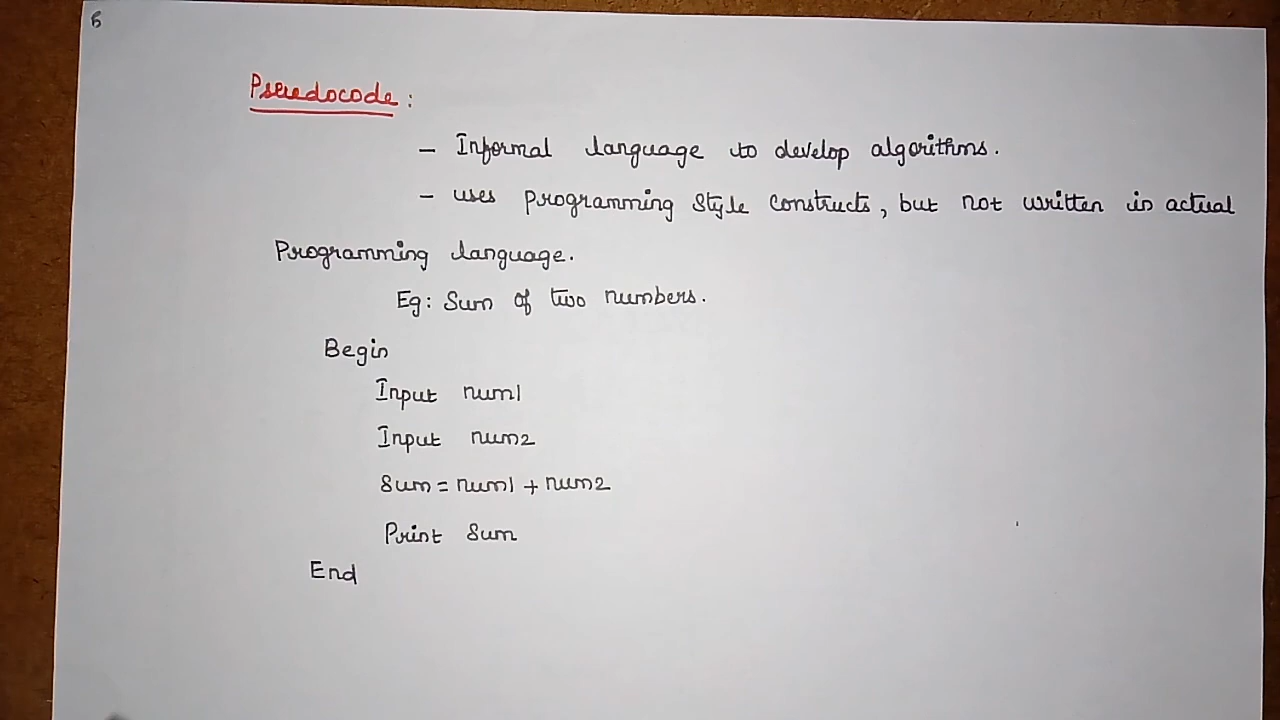 6
Pseudocode:
- Informal language to develop algorithms.
- uses programming style constructs, but not written in actual
Programming language.
Eg: Sum of two numbers.
Begin
Input num1
Input num2
Sum = num1 + num2
Print Sum
End